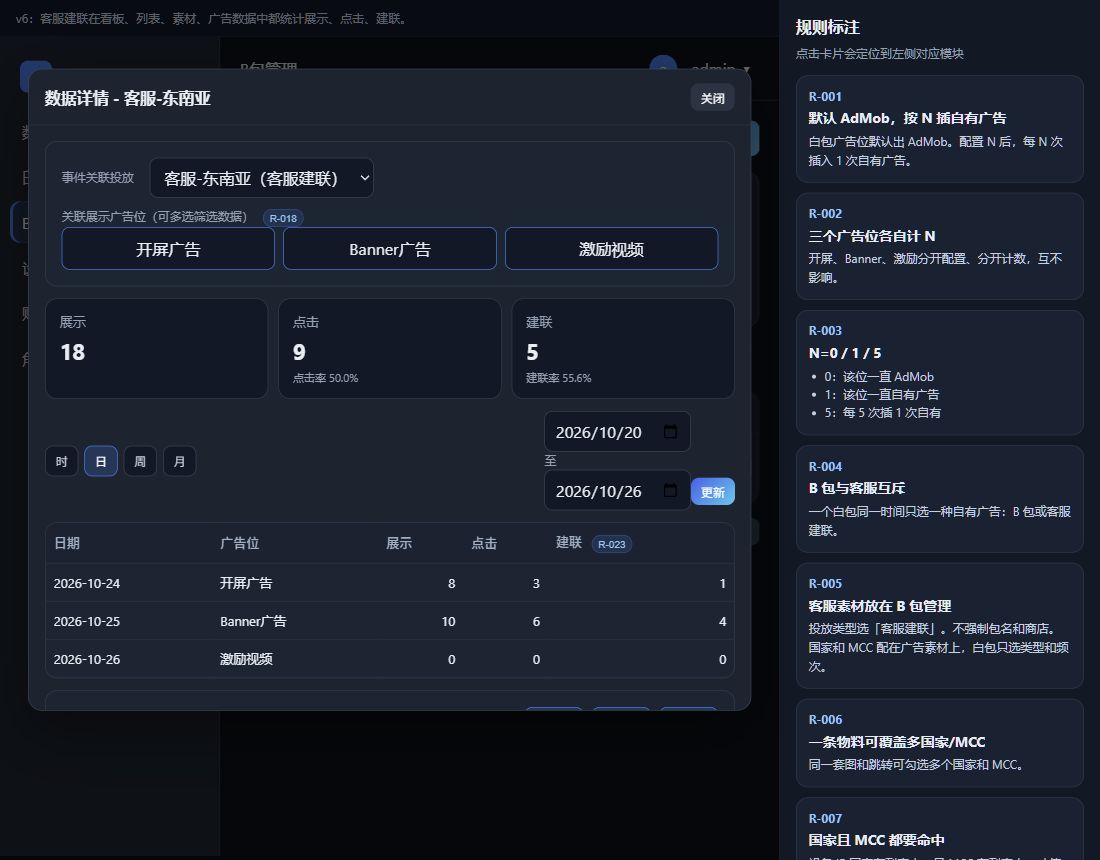 v6：客服建联在看板、列表、素材、广告数据中都统计展示、点击、建联。
B包管理
admin ▾
数据详情 - 客服-东南亚
关闭
事件关联投放
客服-东南亚（客服建联）
关联展示广告位（可多选筛选数据）
R-018
开屏广告
Banner广告
激励视频
展示
18
点击
9
点击率 50.0%
建联
5
建联率 55.6%
时
日
周
月
2026/10/20
至
2026/10/26
更新
日期 广告位 展示 点击 建联 R-023
2026-10-24 开屏广告 8 3 1
2026-10-25 Banner广告 10 6 4
2026-10-26 激励视频 0 0 0
规则标注
点击卡片会定位到左侧对应模块
R-001
默认 AdMob，按 N 插自有广告
白包广告位默认出 AdMob。配置 N 后，每 N 次
插入 1 次自有广告。
R-002
三个广告位各自计 N
开屏、Banner、激励分开配置、分开计数，互不
影响。
R-003
N=0 / 1 / 5
• 0：该位一直 AdMob
• 1：该位一直自有广告
• 5：每 5 次插 1 次自有
R-004
B 包与客服互斥
一个白包同一时间只选一种自有广告：B 包或客服
建联。
R-005
客服素材放在 B 包管理
投放类型选「客服建联」。不强制包名和商店。
国家和 MCC 配在广告素材上，白包只选类型和频
次。
R-006
一条物料可覆盖多国家/MCC
同一套图和跳转可勾选多个国家和 MCC。
R-007
国家且 MCC 都要命中